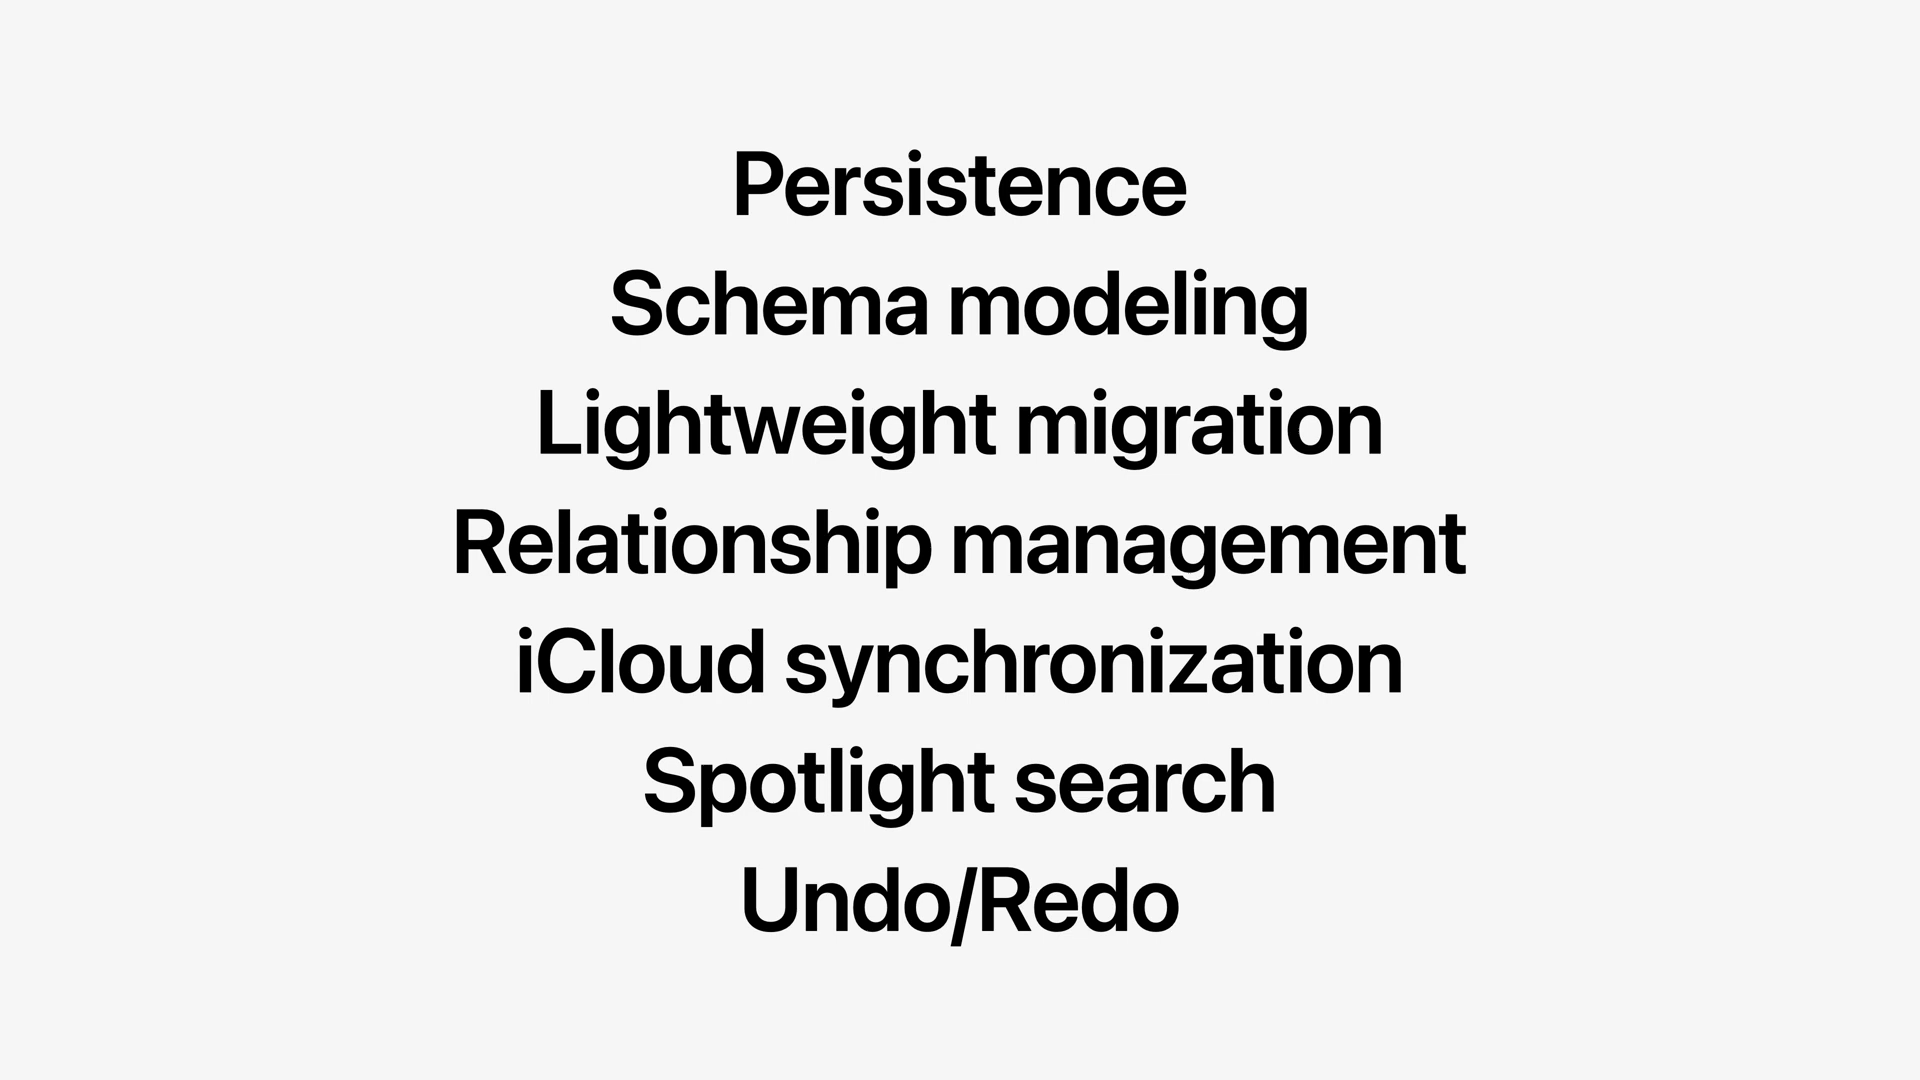 Persistence
Schema modeling
Lightweight migration
Relationship management
iCloud synchronization
Spotlight search
Undo/Redo